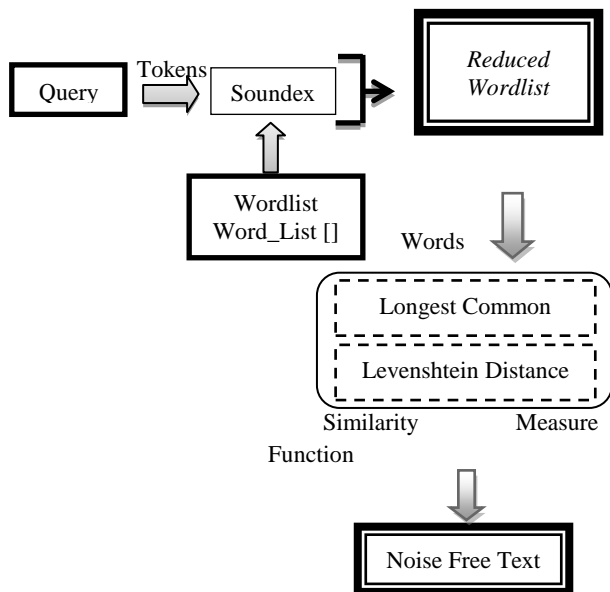 Tokens
Query
Soundex
Reduced
Wordlist
Wordlist
Word_List []
Words
Longest Common
Levenshtein Distance
Similarity Measure
Function
Noise Free Text